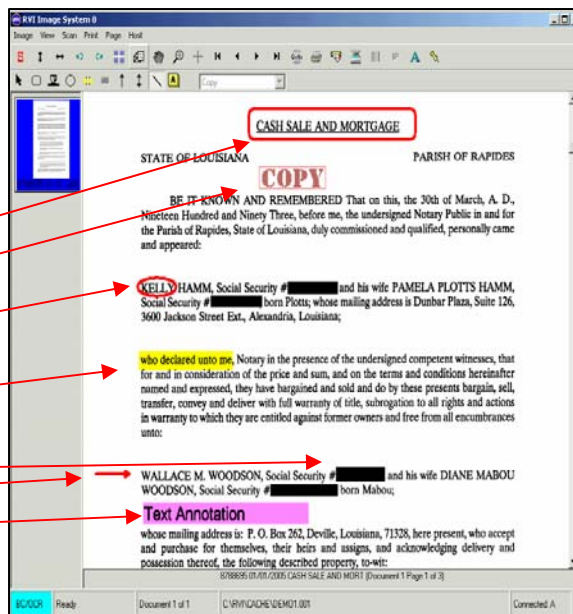 RVI Image System 0
Image View Scan Print Page Host
Copy
CASH SALE AND MORTGAGE
STATE OF LOUISIANA PARISH OF RAPIDES
COPY
BE IT KNOWN AND REMEMBERED That on this, the 30th of March, A. D.,
Nineteen Hundred and Ninety Three, before me, the undersigned Notary Public in and for
the Parish of Rapides, State of Louisiana, duly commissioned and qualified, personally came
and appeared:
KELLY HAMM, Social Security # and his wife PAMELA PLOTTS HAMM,
Social Security # born Plotts; whose mailing address is Dunbar Plaza, Suite 126,
3600 Jackson Street Ext., Alexandria, Louisiana;
who declared unto me, Notary in the presence of the undersigned competent witnesses, that
for and in consideration of the price and sum, and on the terms and conditions hereinafter
named and expressed, they have bargained and sold and do by these presents bargain, sell,
transfer, convey and deliver with full warranty of title, subrogation to all rights and actions
in warranty to which they are entitled against former owners and free from all encumbrances
unto:
WALLACE M. WOODSON, Social Security # and his wife DIANE MABOU
WOODSON, Social Security # born Mabou;
Text Annotation
whose mailing address is: P. O. Box 262, Deville, Louisiana, 71328, here present, who accept
and purchase for themselves, their heirs and assigns, and acknowledging delivery and
possession thereof, the following described property, to-wit:
8788695 01/01/2005 CASH SALE AND MORT (Document 1 Page 1 of 3)
BC/OCR Ready Document 1 of 1 C:\RVI\CACHE\DEMO1.001 Connected: A